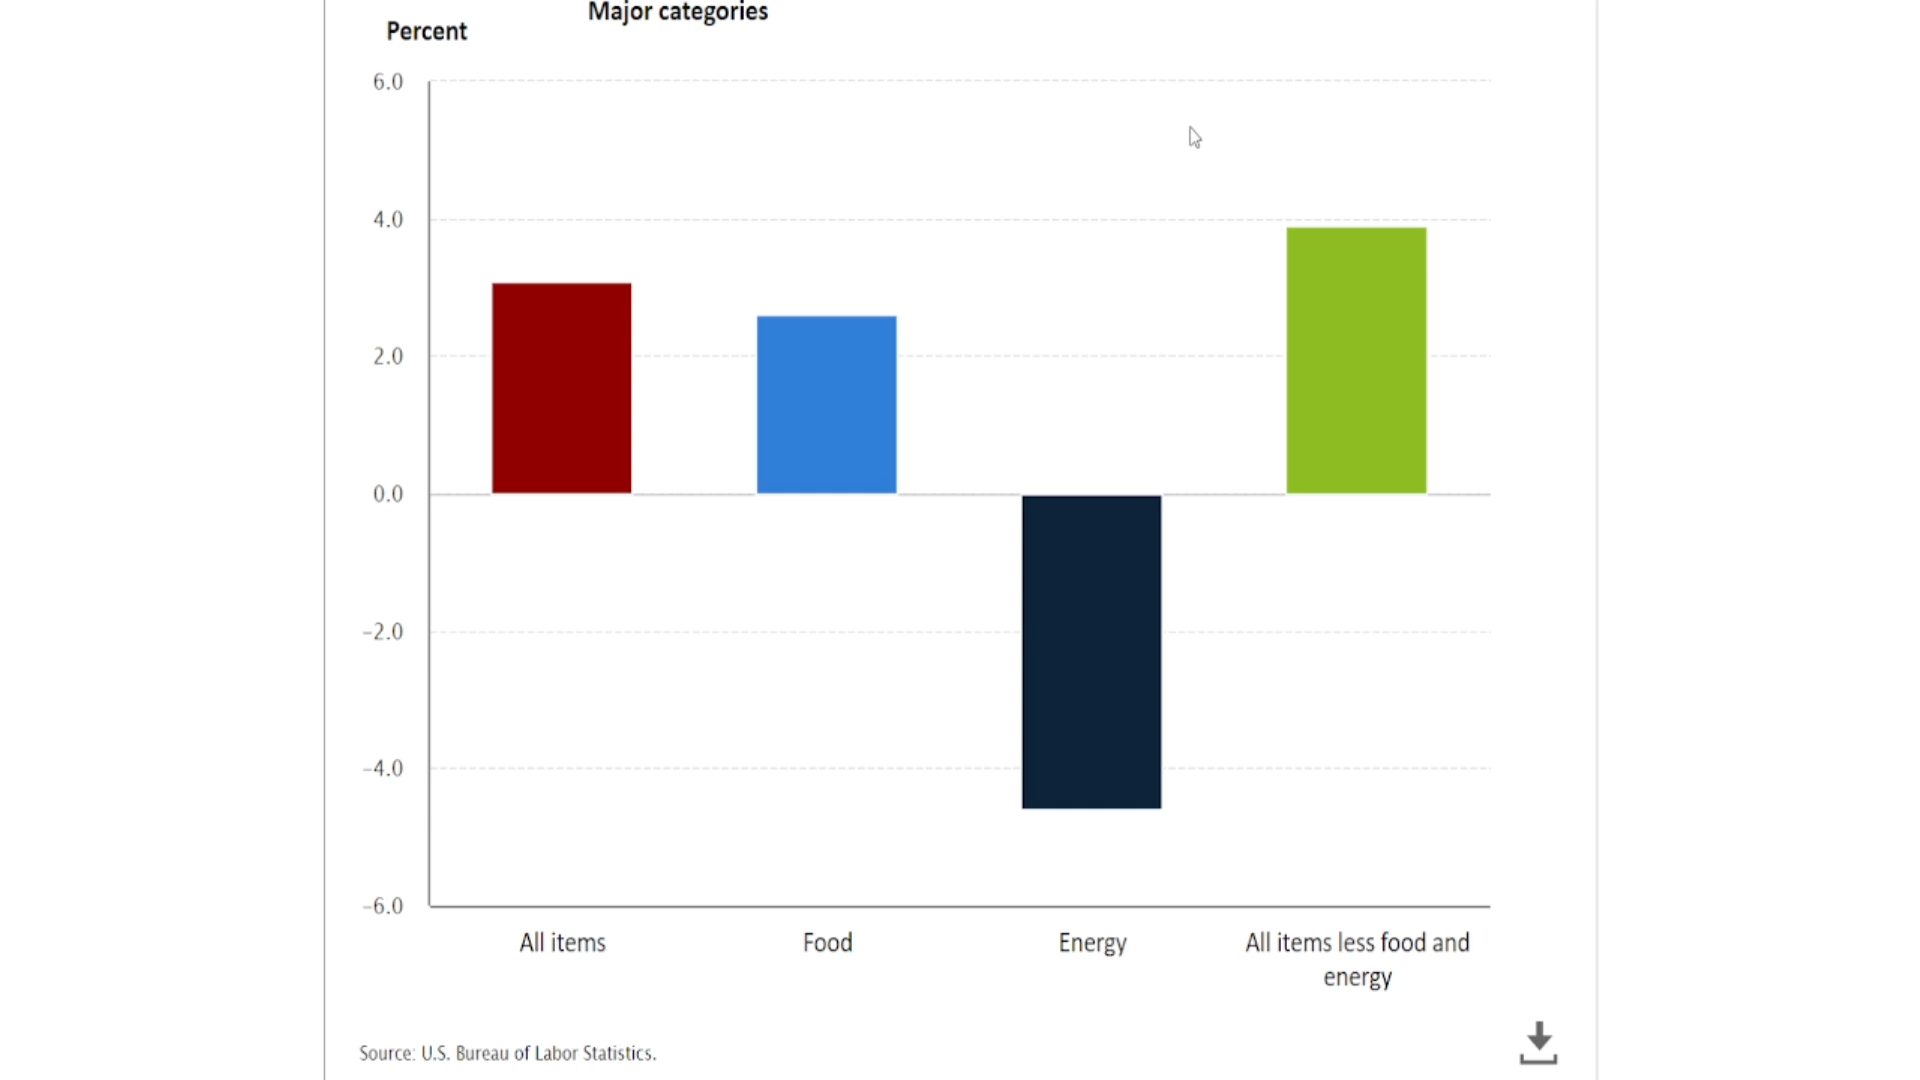 Major categories
Percent
6.0
4.0
2.0
0.0
−2.0
−4.0
−6.0
All items
Food
Energy
All items less food and
energy
Source: U.S. Bureau of Labor Statistics.